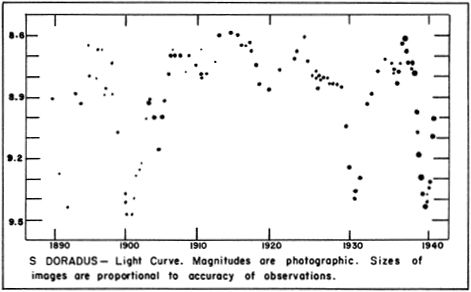 8.6
8.9
9.2
9.5
1890 1900 1910 1920 1930 1940
S DORADUS — Light Curve. Magnitudes are photographic. Sizes of
images are proportional to accuracy of observations.